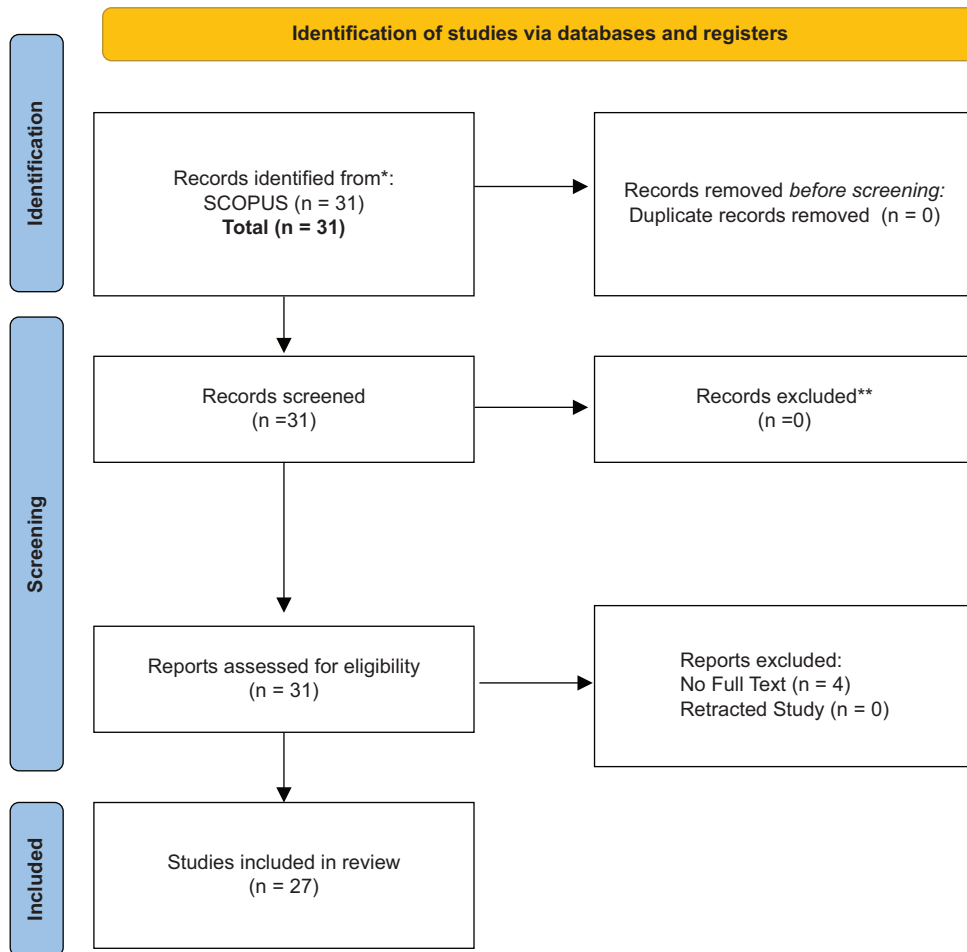 Identification of studies via databases and registers
Identification
Records identified from*:
SCOPUS (n = 31)
Total (n = 31)
Records removed before screening:
Duplicate records removed (n = 0)
Screening
Records screened
(n =31)
Records excluded**
(n =0)
Reports assessed for eligibility
(n = 31)
Reports excluded:
No Full Text (n = 4)
Retracted Study (n = 0)
Included
Studies included in review
(n = 27)